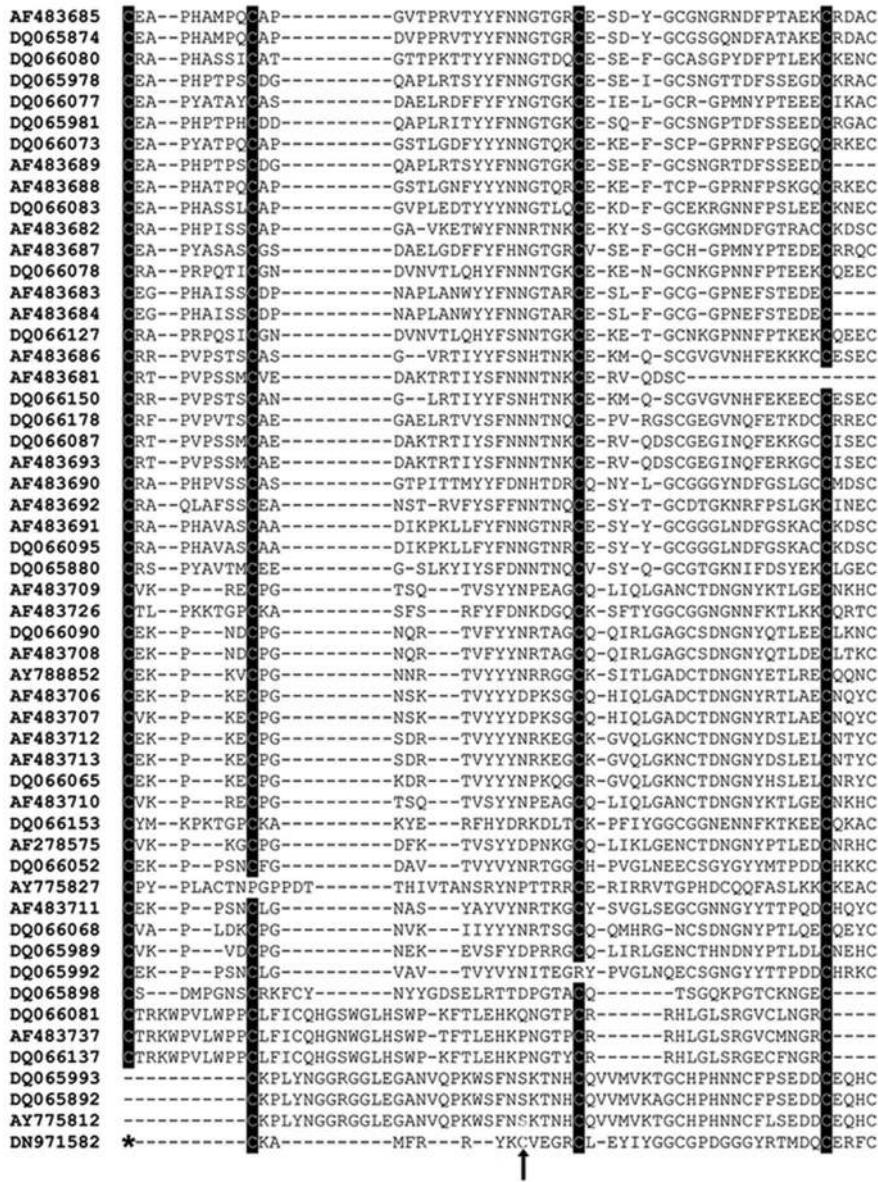 AF483685 CEA--PHAMPQCAP----------GVTPRVTYYFNNGTGRCE-SD-Y-GCGNGRNDFPTAEKCRDAC
DQ065874 CEA--PHAMPQCAP----------DVPPRVTYYFNNGTGRCE-SD-Y-GCGSGQNDFATAKECRDAC
DQ066080 CRA--PHASSICAT----------GTTPKTTYYFNNGTDQCE-SE-F-GCASGPYDFPTLEKCKENC
DQ065978 CEA--PHPTPSCDG----------QAPLRTSYYFNNGTGKCE-SE-I-GCSNGTTDFSSEGDCKRAC
DQ066077 CEA--PYATAYCAS----------DAELRDFFYFYNGTGKCE-IE-L-GCR-GPMNYPTEEECIKAC
DQ065981 CEA--PHPTPHCDD----------QAPLRITYYFNNGTGKCE-SQ-F-GCSNGPTDFSSEEDCRGAC
DQ066073 CEA--PYATPQCAP----------GSTLGDFYYYNNGTQKCE-KE-F-SCP-GPRNFPSEGQCRKEC
AF483689 CEA--PHPTPSCDG----------QAPLRTSYYFNNGTGKCE-SE-F-GCSNGRTDFSSEEDC----
AF483688 CEA--PHATPQCAP----------GSTLGNFYYYNNGTQRCE-KE-F-TCP-GPRNFPSKGQCRKEC
DQ066083 CEA--PHASSLCAP----------GVPLEDTYYYNNGTLQCE-KD-F-GCEKRGNNFPSLEECKNEC
AF483682 CRA--PHPISSCAP----------GA-VKETWYFNNRTNKCE-KY-S-GCGKGMNDFGTRACCKDSC
AF483687 CEA--PYASASCGS----------DAELGDFFYFHNGTGRCV-SE-F-GCH-GPMNYPTEDECRRQC
DQ066078 CRA--PRPQTICGN----------DVNVTLQHYFNNNTGKCE-KE-N-GCNKGPNNFPTEEKCQEEC
AF483683 CEG--PHAISSCDP----------NAPLANWYYFNNGTARCE-SL-F-GCG-GPNEFSTEDEC----
AF483684 CEG--PHAISSCDP----------NAPLANWYYFNNGTARCE-SL-F-GCG-GPNEFSTEDEC----
DQ066127 CRA--PRPQSICGN----------DVNVTLQHYFSNNTGKCE-KE-T-GCNKGPNNFPTKEKCQEEC
AF483686 CRR--PVPSTSCAS----------G--VRTIYYFSNHTNKCE-KM-Q-SCGVGVNHFEKKKCCESEC
AF483681 CRT--PVPSSMCVE----------DAKTRTIYSFNNNTNKCE-RV-QDSC-----------------
DQ066150 CRR--PVPSTSCAN----------G--LRTIYYFSNHTNKCE-KM-Q-SCGVGVNHFEKEECCESEC
DQ066178 CRF--PVPVTSCAE----------GAELRTVYSFNNNTNQCE-PV-RGSCGEGVNQFETKDCCRREC
DQ066087 CRT--PVPSSMCAE----------DAKTRTIYSFNNNTNKCE-RV-QDSCGEGINQFEKKGCCISEC
AF483693 CRT--PVPSSMCAE----------DAKTRTIYSFNNNTNKCE-RV-QDSCGEGINQFERKGCCISEC
AF483690 CRA--PHPVSSCAS----------GTPITTMYYFDNHTDRCQ-NY-L-GCGGGYNDFGSLGCCMDSC
AF483692 CRA--QLAFSSCEA----------NST-RVFYSFFNNTNQCE-SY-T-GCDTGKNRFPSLGKCINEC
AF483691 CRA--PHAVASCAA----------DIKPKLLFYFNNGTNRCE-SY-Y-GCGGGLNDFGSKACCKDSC
DQ066095 CRA--PHAVASCAA----------DIKPKLLFYFNNGTNRCE-SY-Y-GCGGGLNDFGSKACCKDSC
DQ065880 CRS--PYAVTMCEE----------G-SLKYIYSFDNNTNQCV-SY-Q-GCGTGKNIFDSYEKCLGEC
AF483709 CVK--P---RECPG----------TSQ---TVSYYNPEAGCQ-LIQLGANCTDNGNYKTLGECNKHC
AF483726 CTL--PKKTGPCKA----------SFS---RFYFDNKDGQCK-SFTYGGCGGNGNNFKTLKKCQRTC
DQ066090 CEK--P---NDCPG----------NQR---TVFYYNRTAGCQ-QIRLGAGCSDNGNYQTLEECLKNC
AF483708 CEK--P---NDCPG----------NQR---TVFYYNRTAGCQ-QIRLGAGCSDNGNYQTLDECLTKC
AY788852 CEK--P---KVCPG----------NNR---TVYYYNRRGGCK-SITLGADCTDNGNYETLRECQQNC
AF483706 CEK--P---KECPG----------NSK---TVYYYDPKSGCQ-HIQLGADCTDNGNYRTLAECNQYC
AF483707 CVK--P---KECPG----------NSK---TVYYYDPKSGCQ-HIQLGADCTDNGNYRTLAECNQYC
AF483712 CEK--P---KECPG----------SDR---TVYYYNRKEGCK-GVQLGKNCTDNGNYDSLELCNTYC
AF483713 CEK--P---KECPG----------SDR---TVYYYNRKEGCK-GVQLGKNCTDNGNYDSLELCNTYC
DQ066065 CEK--P---KECPG----------KDR---TVYYYNPKQGCR-GVQLGKNCTDNGNYHSLELCNRYC
AF483710 CVK--P---RECPG----------TSQ---TVSYYNPEAGCQ-LIQLGANCTDNGNYKTLGECNKHC
DQ066153 CYM--KPKTGPCKA----------KYE---RFHYDRKDLTCK-PFIYGGCGGNENNFKTKEECQKAC
AF278575 CVK--P---KGCPG----------DFK---TVSYYDPNKGCQ-LIKLGENCTDNGNYPTLEDCNRHC
DQ066052 CEK--P--PSNCFG----------DAV---TVYVYNRTGGCH-PVGLNEECSGYGYYMTPDDCHKKC
AY775827 CPY--PLACTNPGPPDT-------THIVTANSRYNPTTRRCERIRRVTGPHDCQQFASLKKCKEAC
AF483711 CEK--P--PSNCLG----------NAS---YAYVYNRTKGCY-SVGLSEGCGNNGYYTTPQDCHQYC
DQ066068 CVA--P--LDKCPG----------NVK---IIYYYNRTSGCQ-QMHRG-NCSDNGNYPTLQECQEYC
DQ065989 CVK--P---VDCPG----------NEK---EVSFYDPRRGCQ-LIRLGENCTHNDNYPTLDLCNEHC
DQ065992 CEK--P--PSNCLG----------VAV---TVYVYNITEGRYPVGLNQECSGNGYYTTPDDCHRKC
DQ065898 CS---DMPGNSCRKFCY-------NYYGDSELRTTDPGTACQ--------TSGQKPGTCKNGEC----
DQ066081 CTRKWPVLWPPCLFICQHGSWGLHSWP-KFTLEHKQNGTPCR-------RHLGLSRGVCLNGRC----
AF483737 CTRKWPVLWPPCLFICQHGNWGLHSWP-TFTLEHKPNGTPCR-------RHLGLSRGVCMNGRC----
DQ066137 CTRKWPVLWPPCLFICQHGSWGLHSWP-KFTLEHKPNGTYCR-------RHLGLSRGECFNGRC----
DQ065993 -----------CKPLYNGGRGGLEGANVQPKWSFNSKTNHCQVVMVKTGCHPHNNCFPSEDDCEQHC
DQ065892 -----------CKPLYNGGRGGLEGANVQPKWSFNSKTNHCQVVMVKAGCHPHNNCFPSEDDCEQHC
AY775812 -----------CKPLYNGGRGGLEGANVQPKWSFNSKTNHCQVVMVKTGCHPHNNCFLSEDDCEQHC
DN971582 *----------CKA----------MFR---R--YKCVEGRCL-EYIYGGCGPDGGGYRTMDQCERFC